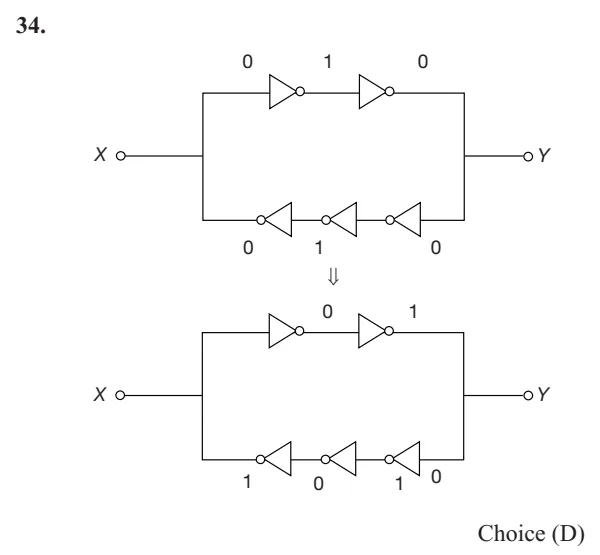 34.
0 1 0
X Y
0 1 0
⇓
0 1
X Y
1 0 1 0
Choice (D)